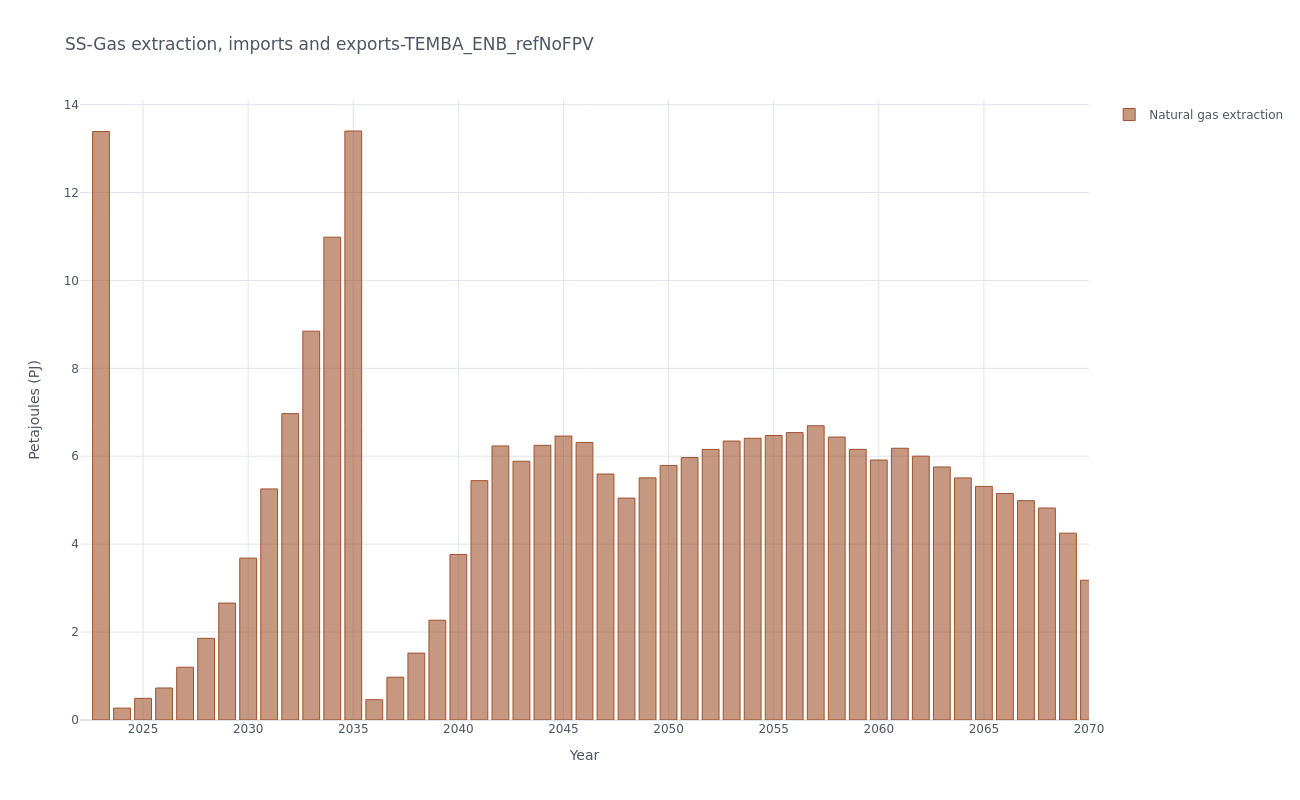 SS-Gas extraction, imports and exports-TEMBA_ENB_refNoFPV
Natural gas extraction
Petajoules (PJ)
14
12
10
8
6
4
2
0
2025 2030 2035 2040 2045 2050 2055 2060 2065 2070
Year